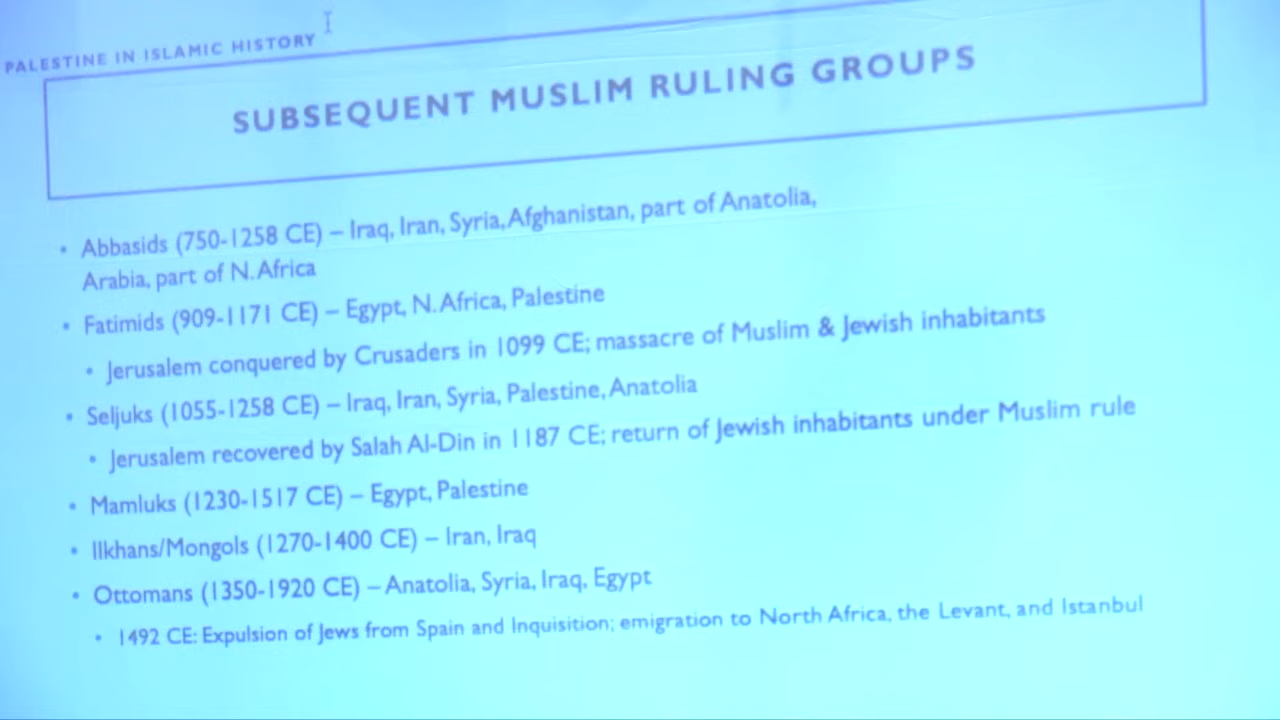 PALESTINE IN ISLAMIC HISTORY
SUBSEQUENT MUSLIM RULING GROUPS
• Abbasids (750-1258 CE) – Iraq, Iran, Syria, Afghanistan, part of Anatolia,
Arabia, part of N. Africa
• Fatimids (909-1171 CE) – Egypt, N. Africa, Palestine
• Jerusalem conquered by Crusaders in 1099 CE; massacre of Muslim & Jewish inhabitants
• Seljuks (1055-1258 CE) – Iraq, Iran, Syria, Palestine, Anatolia
• Jerusalem recovered by Salah Al-Din in 1187 CE; return of Jewish inhabitants under Muslim rule
• Mamluks (1230-1517 CE) – Egypt, Palestine
• Ilkhans/Mongols (1270-1400 CE) – Iran, Iraq
• Ottomans (1350-1920 CE) – Anatolia, Syria, Iraq, Egypt
• 1492 CE: Expulsion of Jews from Spain and Inquisition; emigration to North Africa, the Levant, and Istanbul